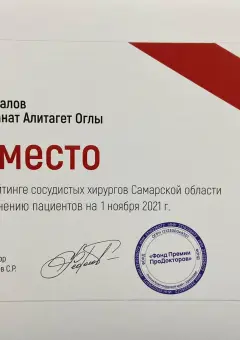 алов
нат Алитагет Оглы
место
тинге сосудистых хирургов Самарской области
нению пациентов на 1 ноября 2021 г.
ор
в С.Р.
«Фонд Премии
ПроДокторов»